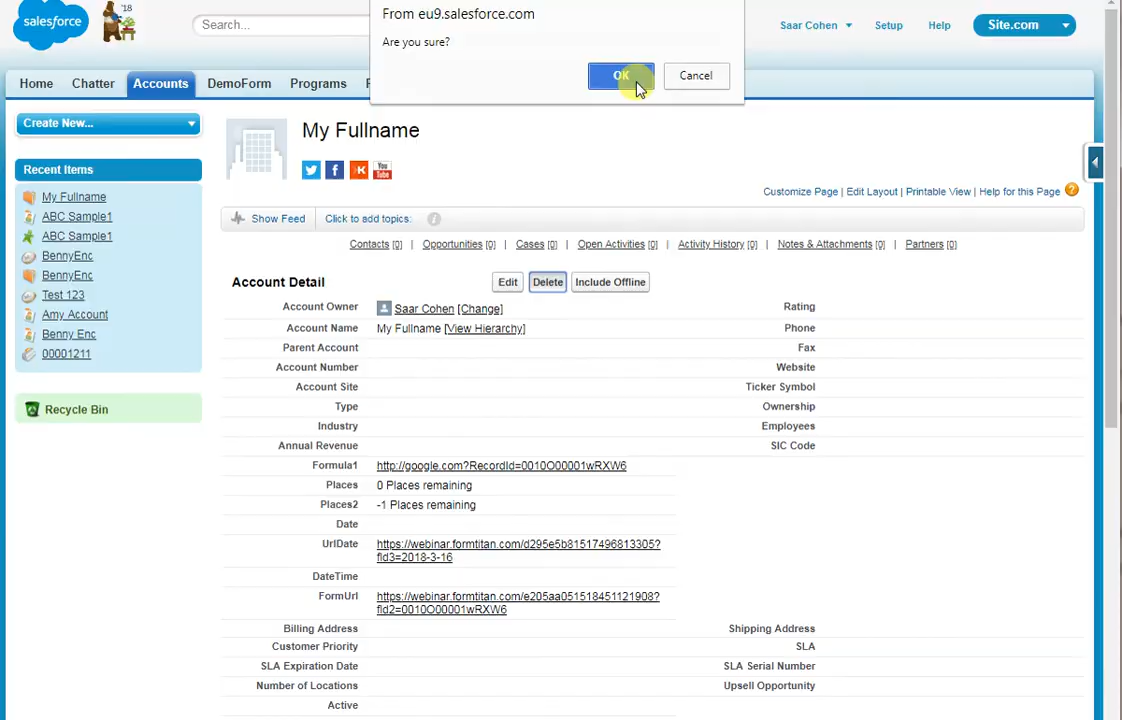 salesforce
'18
Search...
From eu9.salesforce.com
Are you sure?
OK
Cancel
Saar Cohen
Setup
Help
Site.com
Home
Chatter
Accounts
DemoForm
Programs
Create New...
Recent Items
My Fullname
ABC Sample1
ABC Sample1
BennyEnc
BennyEnc
Test 123
Amy Account
Benny Enc
00001211
Recycle Bin
My Fullname
You Tube
Customize Page | Edit Layout | Printable View | Help for this Page ?
Show Feed
Click to add topics:
Contacts [0] | Opportunities [0] | Cases [0] | Open Activities [0] | Activity History [0] | Notes & Attachments [0] | Partners [0]
Account Detail
Edit
Delete
Include Offline
Account Owner Saar Cohen [Change] Rating
Account Name My Fullname [View Hierarchy] Phone
Parent Account Fax
Account Number Website
Account Site Ticker Symbol
Type Ownership
Industry Employees
Annual Revenue SIC Code
Formula1 http://google.com?RecordId=0010O00001wRXW6
Places 0 Places remaining
Places2 -1 Places remaining
Date
UrlDate https://webinar.formtitan.com/d295e5b81517496813305?
fld3=2018-3-16
DateTime
FormUrl https://webinar.formtitan.com/e205aa051518451121908?
fld2=0010O00001wRXW6
Billing Address Shipping Address
Customer Priority SLA
SLA Expiration Date SLA Serial Number
Number of Locations Upsell Opportunity
Active